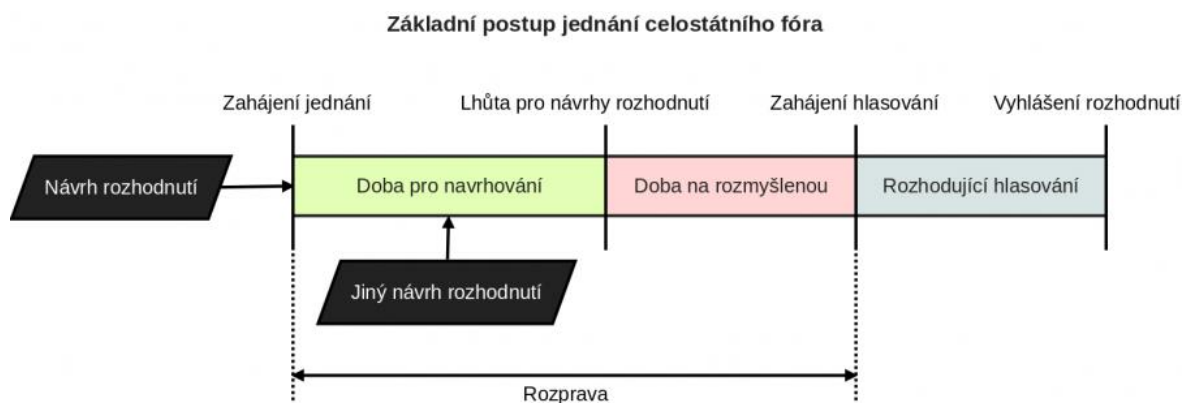 Základní postup jednání celostátního fóra
Zahájení jednání
Lhůta pro návrhy rozhodnutí
Zahájení hlasování
Vyhlášení rozhodnutí
Návrh rozhodnutí
Doba pro navrhování
Doba na rozmyšlenou
Rozhodující hlasování
Jiný návrh rozhodnutí
Rozprava